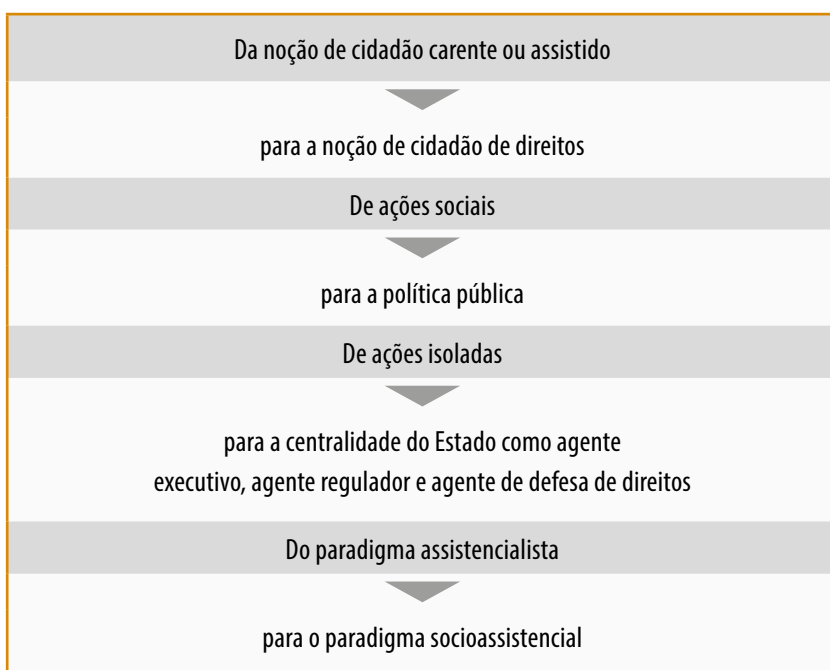 Da noção de cidadão carente ou assistido
para a noção de cidadão de direitos
De ações sociais
para a política pública
De ações isoladas
para a centralidade do Estado como agente
executivo, agente regulador e agente de defesa de direitos
Do paradigma assistencialista
para o paradigma socioassistencial